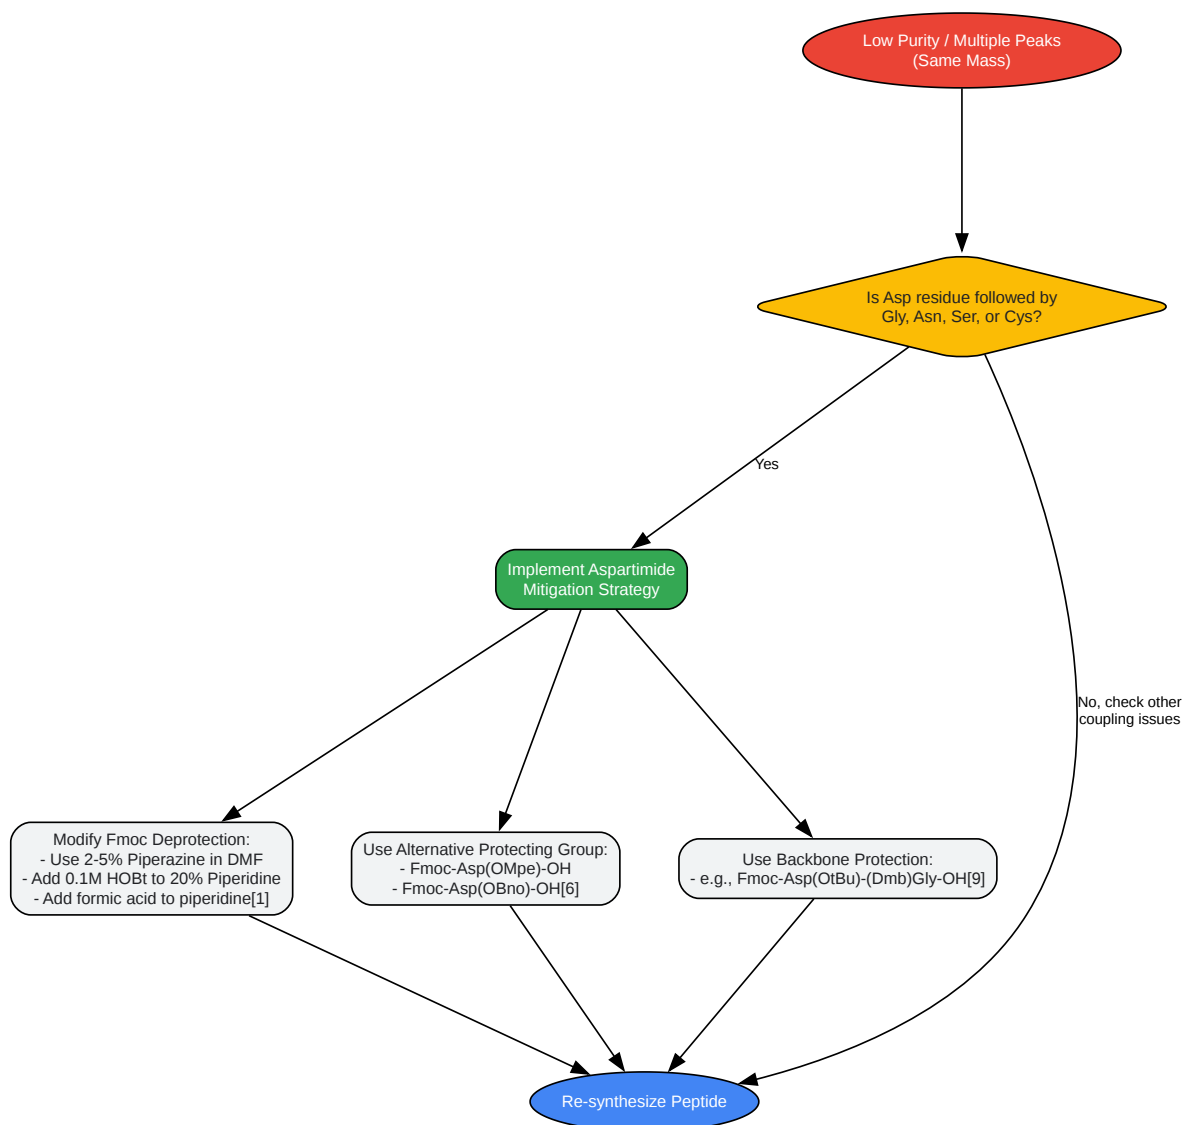 Low Purity / Multiple Peaks
(Same Mass)
Is Asp residue followed by
Gly, Asn, Ser, or Cys?
Yes
Implement Aspartimide
Mitigation Strategy
No, check other
coupling issues
Modify Fmoc Deprotection:
- Use 2-5% Piperazine in DMF
- Add 0.1M HOBt to 20% Piperidine
- Add formic acid to piperidine[1]
Use Alternative Protecting Group:
- Fmoc-Asp(OMpe)-OH
- Fmoc-Asp(OBno)-OH[6]
Use Backbone Protection:
- e.g., Fmoc-Asp(OtBu)-(Dmb)Gly-OH[9]
Re-synthesize Peptide